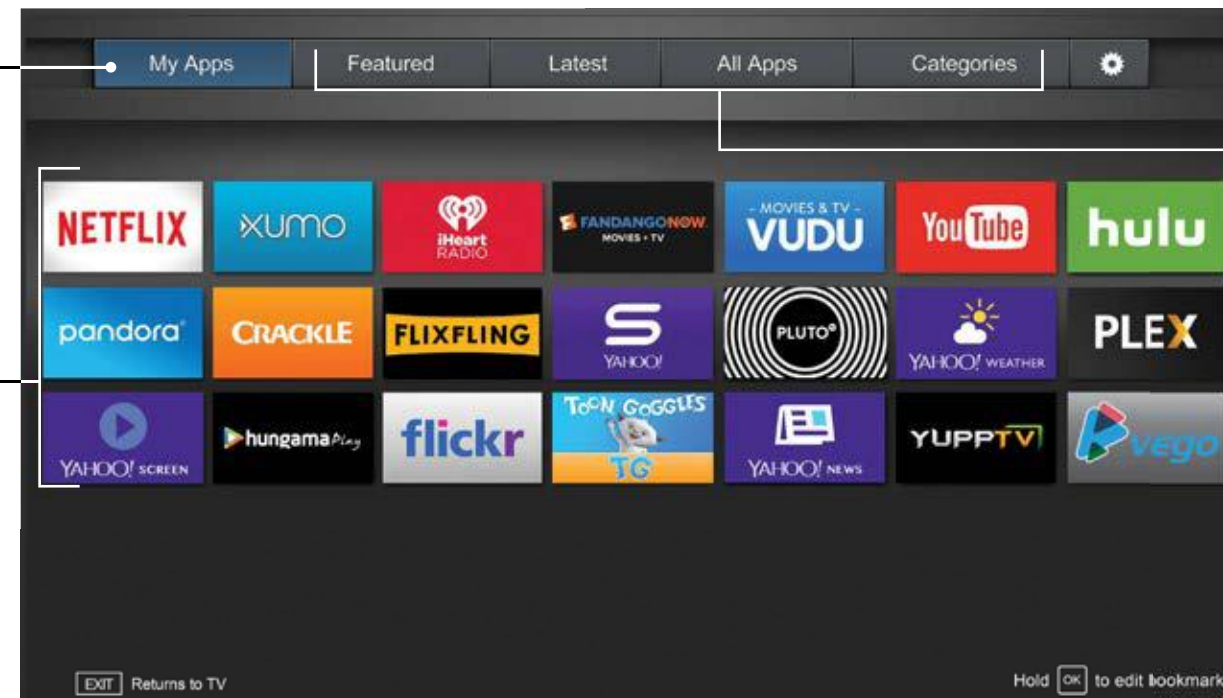 My Apps Featured Latest All Apps Categories
NETFLIX
XUMO
iHeart
RADIO
FANDANGONOW
MOVIES • TV
- MOVIES & TV -
VUDU
YouTube
hulu
pandora
CRACKLE
FLIXFLING
S
YAHOO!
PLUTO
YAHOO! WEATHER
PLEX
YAHOO! SCREEN
hungama Play
flickr
TOON GOGGLES
TG
YAHOO! NEWS
YUPPTV
vego
EXIT Returns to TV
Hold OK to edit bookmark